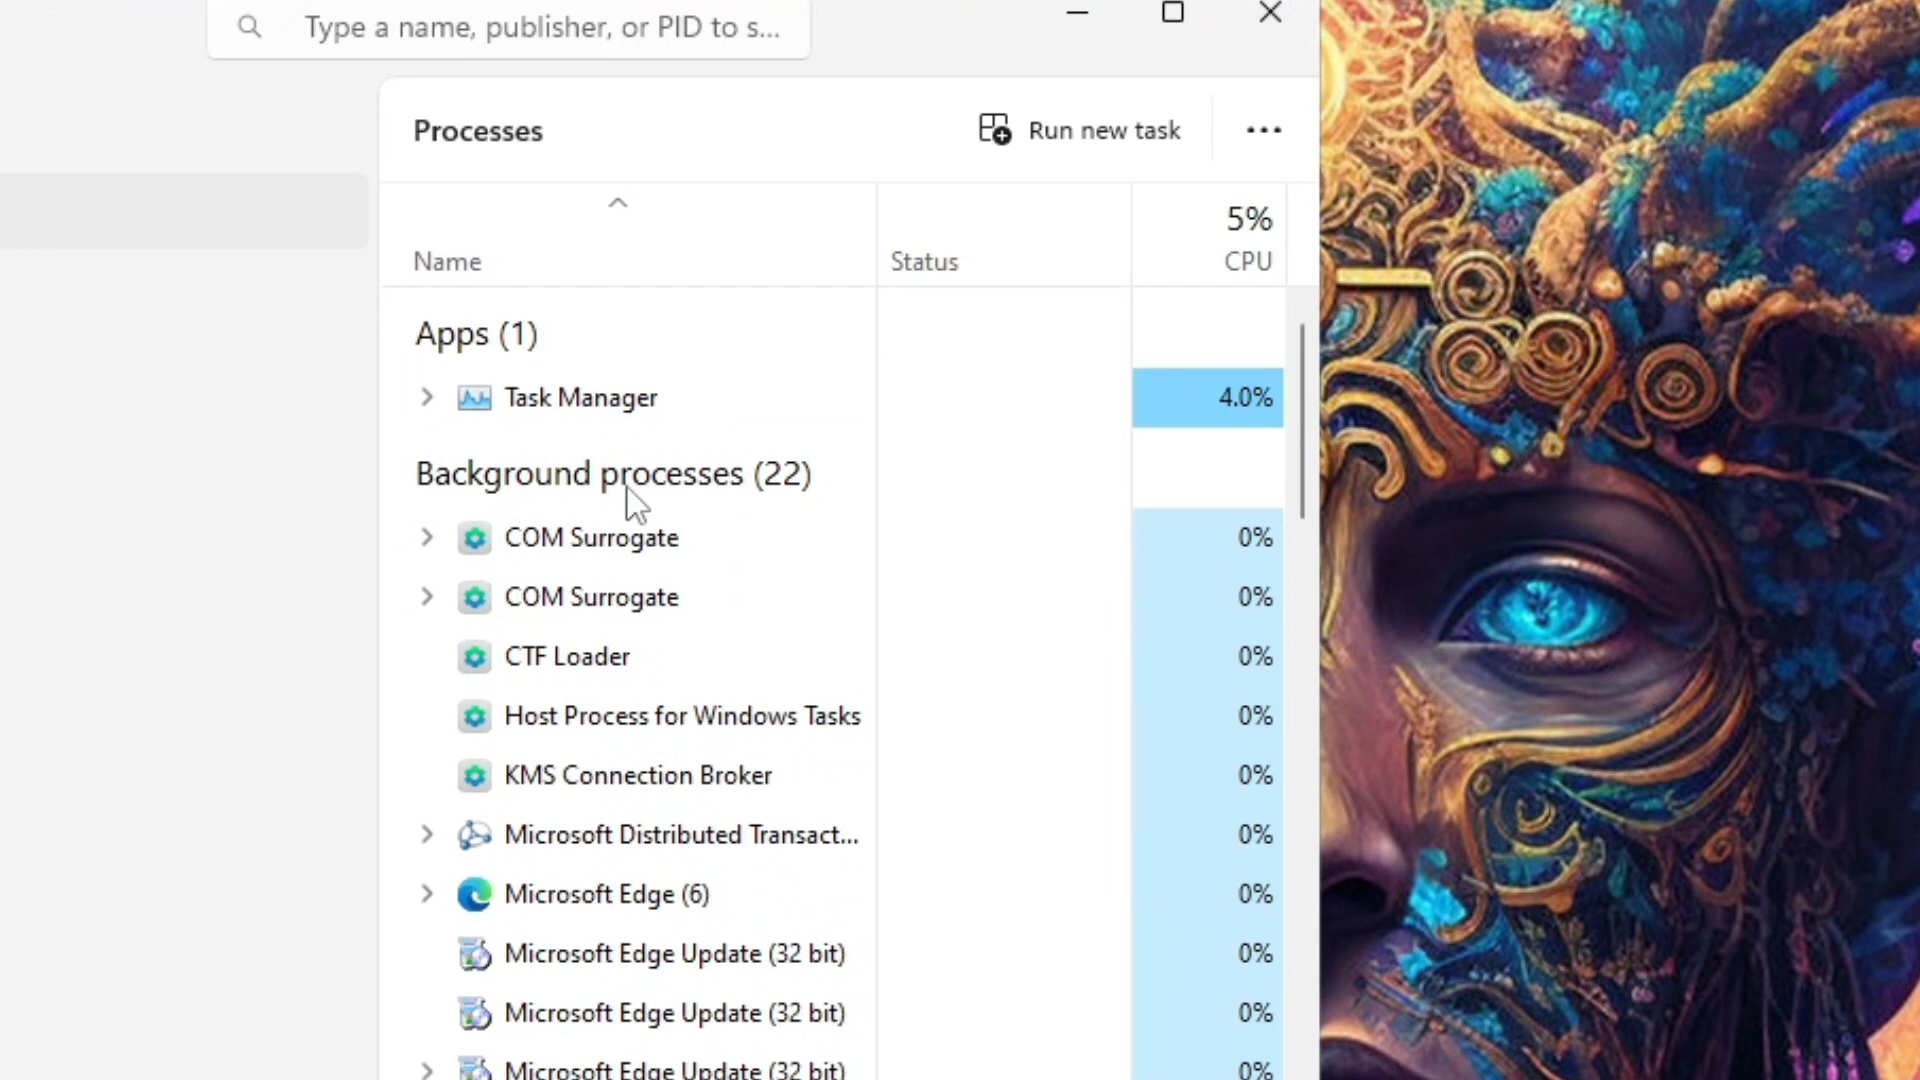 Type a name, publisher, or PID to s...
Processes
Run new task
5%
Name
Status
CPU
Apps (1)
Task Manager
4.0%
Background processes (22)
COM Surrogate
0%
COM Surrogate
0%
CTF Loader
0%
Host Process for Windows Tasks
0%
KMS Connection Broker
0%
Microsoft Distributed Transact...
0%
Microsoft Edge (6)
0%
Microsoft Edge Update (32 bit)
0%
Microsoft Edge Update (32 bit)
0%
Microsoft Edge Update (32 bit)
0%